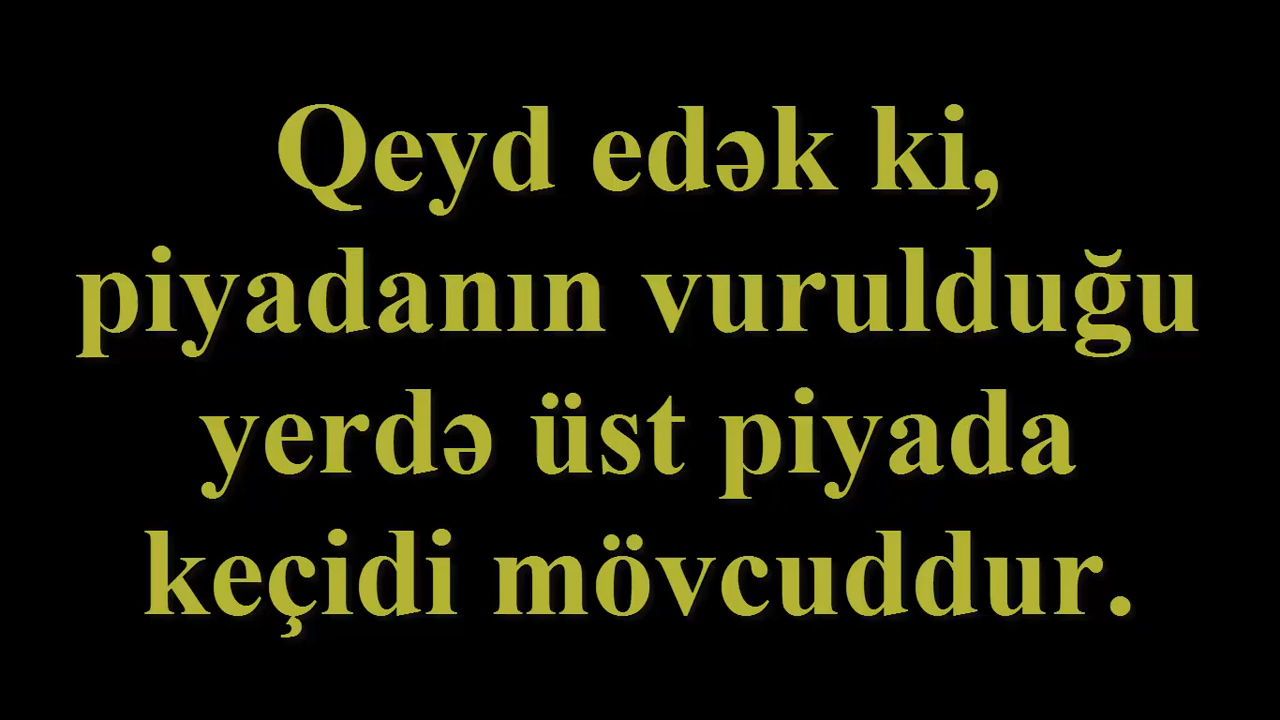 Qeyd edək ki,
piyadanın vurulduğu
yerdə üst piyada
keçidi mövcuddur.